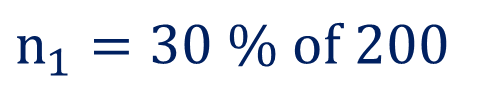 n₁ = 30 % of 200